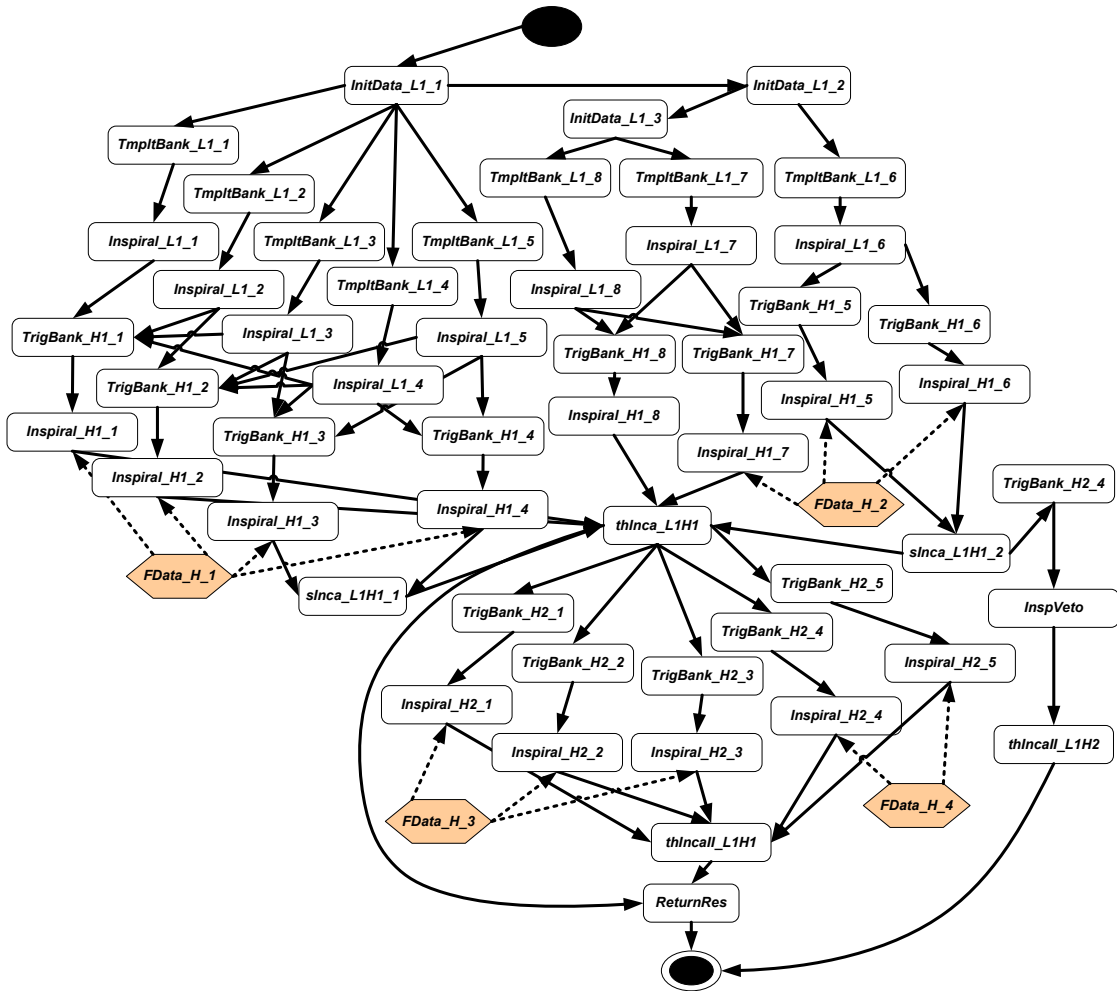 InitData_L1_1
InitData_L1_2
InitData_L1_3
TmpltBank_L1_1
TmpltBank_L1_8
TmpltBank_L1_7
TmpltBank_L1_6
TmpltBank_L1_2
TmpltBank_L1_3
TmpltBank_L1_5
Inspiral_L1_1
Inspiral_L1_7
Inspiral_L1_6
TmpltBank_L1_4
Inspiral_L1_2
Inspiral_L1_8
TrigBank_H1_5
TrigBank_H1_6
TrigBank_H1_1
Inspiral_L1_3
Inspiral_L1_5
TrigBank_H1_8
TrigBank_H1_7
TrigBank_H1_2
Inspiral_L1_4
Inspiral_H1_6
Inspiral_H1_5
Inspiral_H1_8
Inspiral_H1_1
TrigBank_H1_3
TrigBank_H1_4
Inspiral_H1_7
Inspiral_H1_2
TrigBank_H2_4
FData_H_2
Inspiral_H1_3
Inspiral_H1_4
thInca_L1H1
sInca_L1H1_2
FData_H_1
sInca_L1H1_1
TrigBank_H2_5
TrigBank_H2_1
InspVeto
TrigBank_H2_4
TrigBank_H2_2
TrigBank_H2_3
Inspiral_H2_5
Inspiral_H2_1
Inspiral_H2_4
Inspiral_H2_2
Inspiral_H2_3
thIncaII_L1H2
FData_H_3
FData_H_4
thIncaII_L1H1
ReturnRes